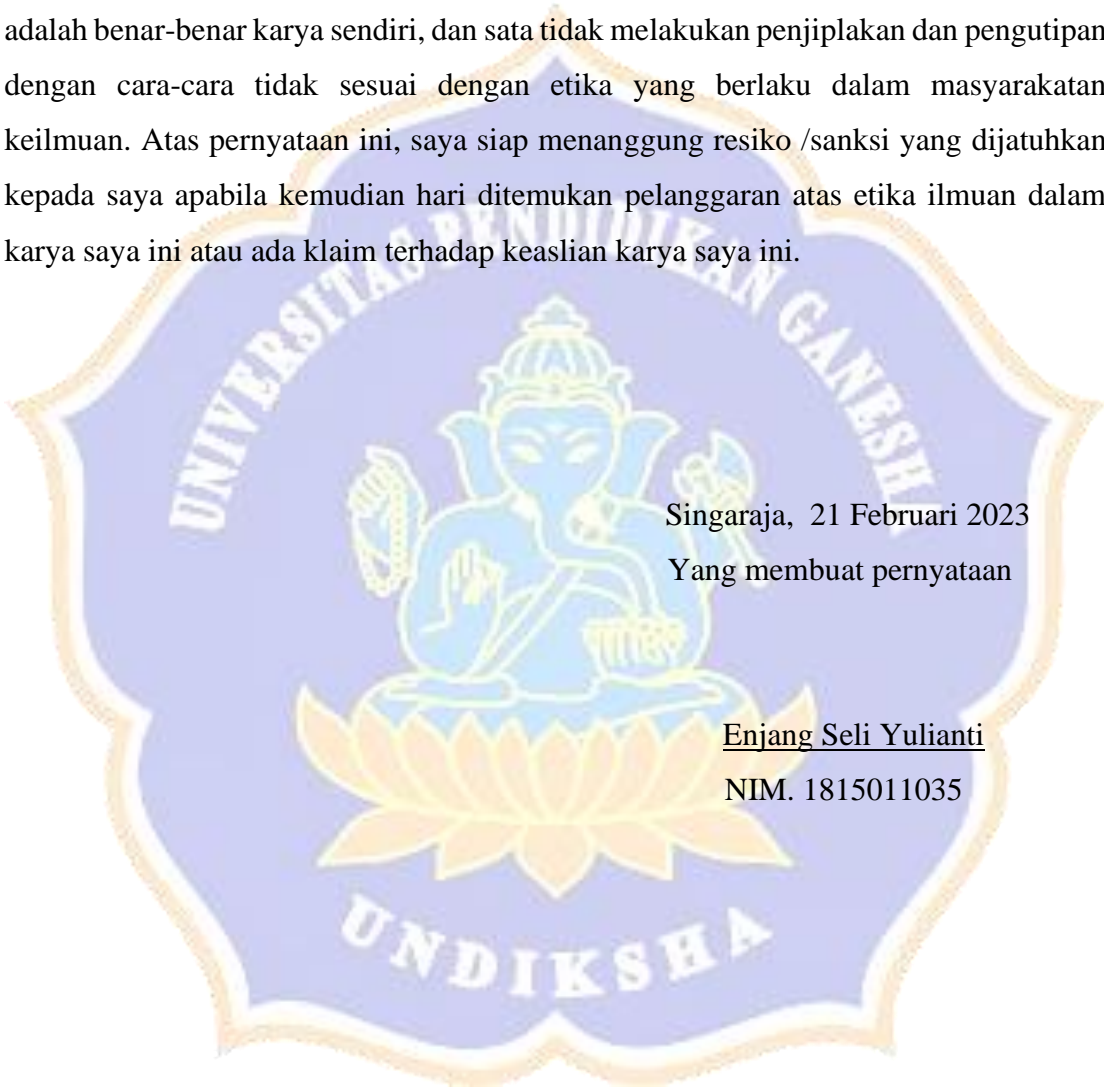 adalah benar-benar karya sendiri, dan sata tidak melakukan penjiplakan dan pengutipan
dengan cara-cara tidak sesuai dengan etika yang berlaku dalam masyarakatan
keilmuan. Atas pernyataan ini, saya siap menanggung resiko /sanksi yang dijatuhkan
kepada saya apabila kemudian hari ditemukan pelanggaran atas etika ilmuan dalam
karya saya ini atau ada klaim terhadap keaslian karya saya ini.
UNIVERSITAS PENDIDIKAN GANESHA
Singaraja, 21 Februari 2023
Yang membuat pernyataan
Enjang Seli Yulianti
NIM. 1815011035
UNDIKSHA